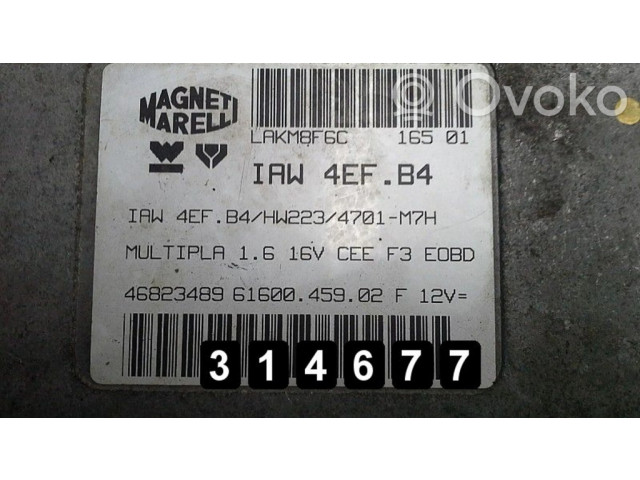 Ovoko
MAGNETI
MARELLI
LAKM8F6C 165 01
IAW 4EF.B4
IAW 4EF.B4/HW223/4701-M7H
MULTIPLA 1.6 16V CEE F3 EOBD
46823489 61600.459.02 F 12V=
314677